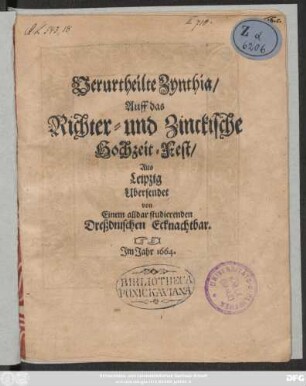 Z d
6206
Verurtheilte Zynthia/
Auff das
Richter- und Zinckische
Hochzeit-Fest/
Aus
Leipzig
Ubersendet
von
Einem alldar studierenden
Dreßdnischen Ecknachtbar.
Im Jahr 1664.
BIBLIOTHECA
PONICKAVIANA